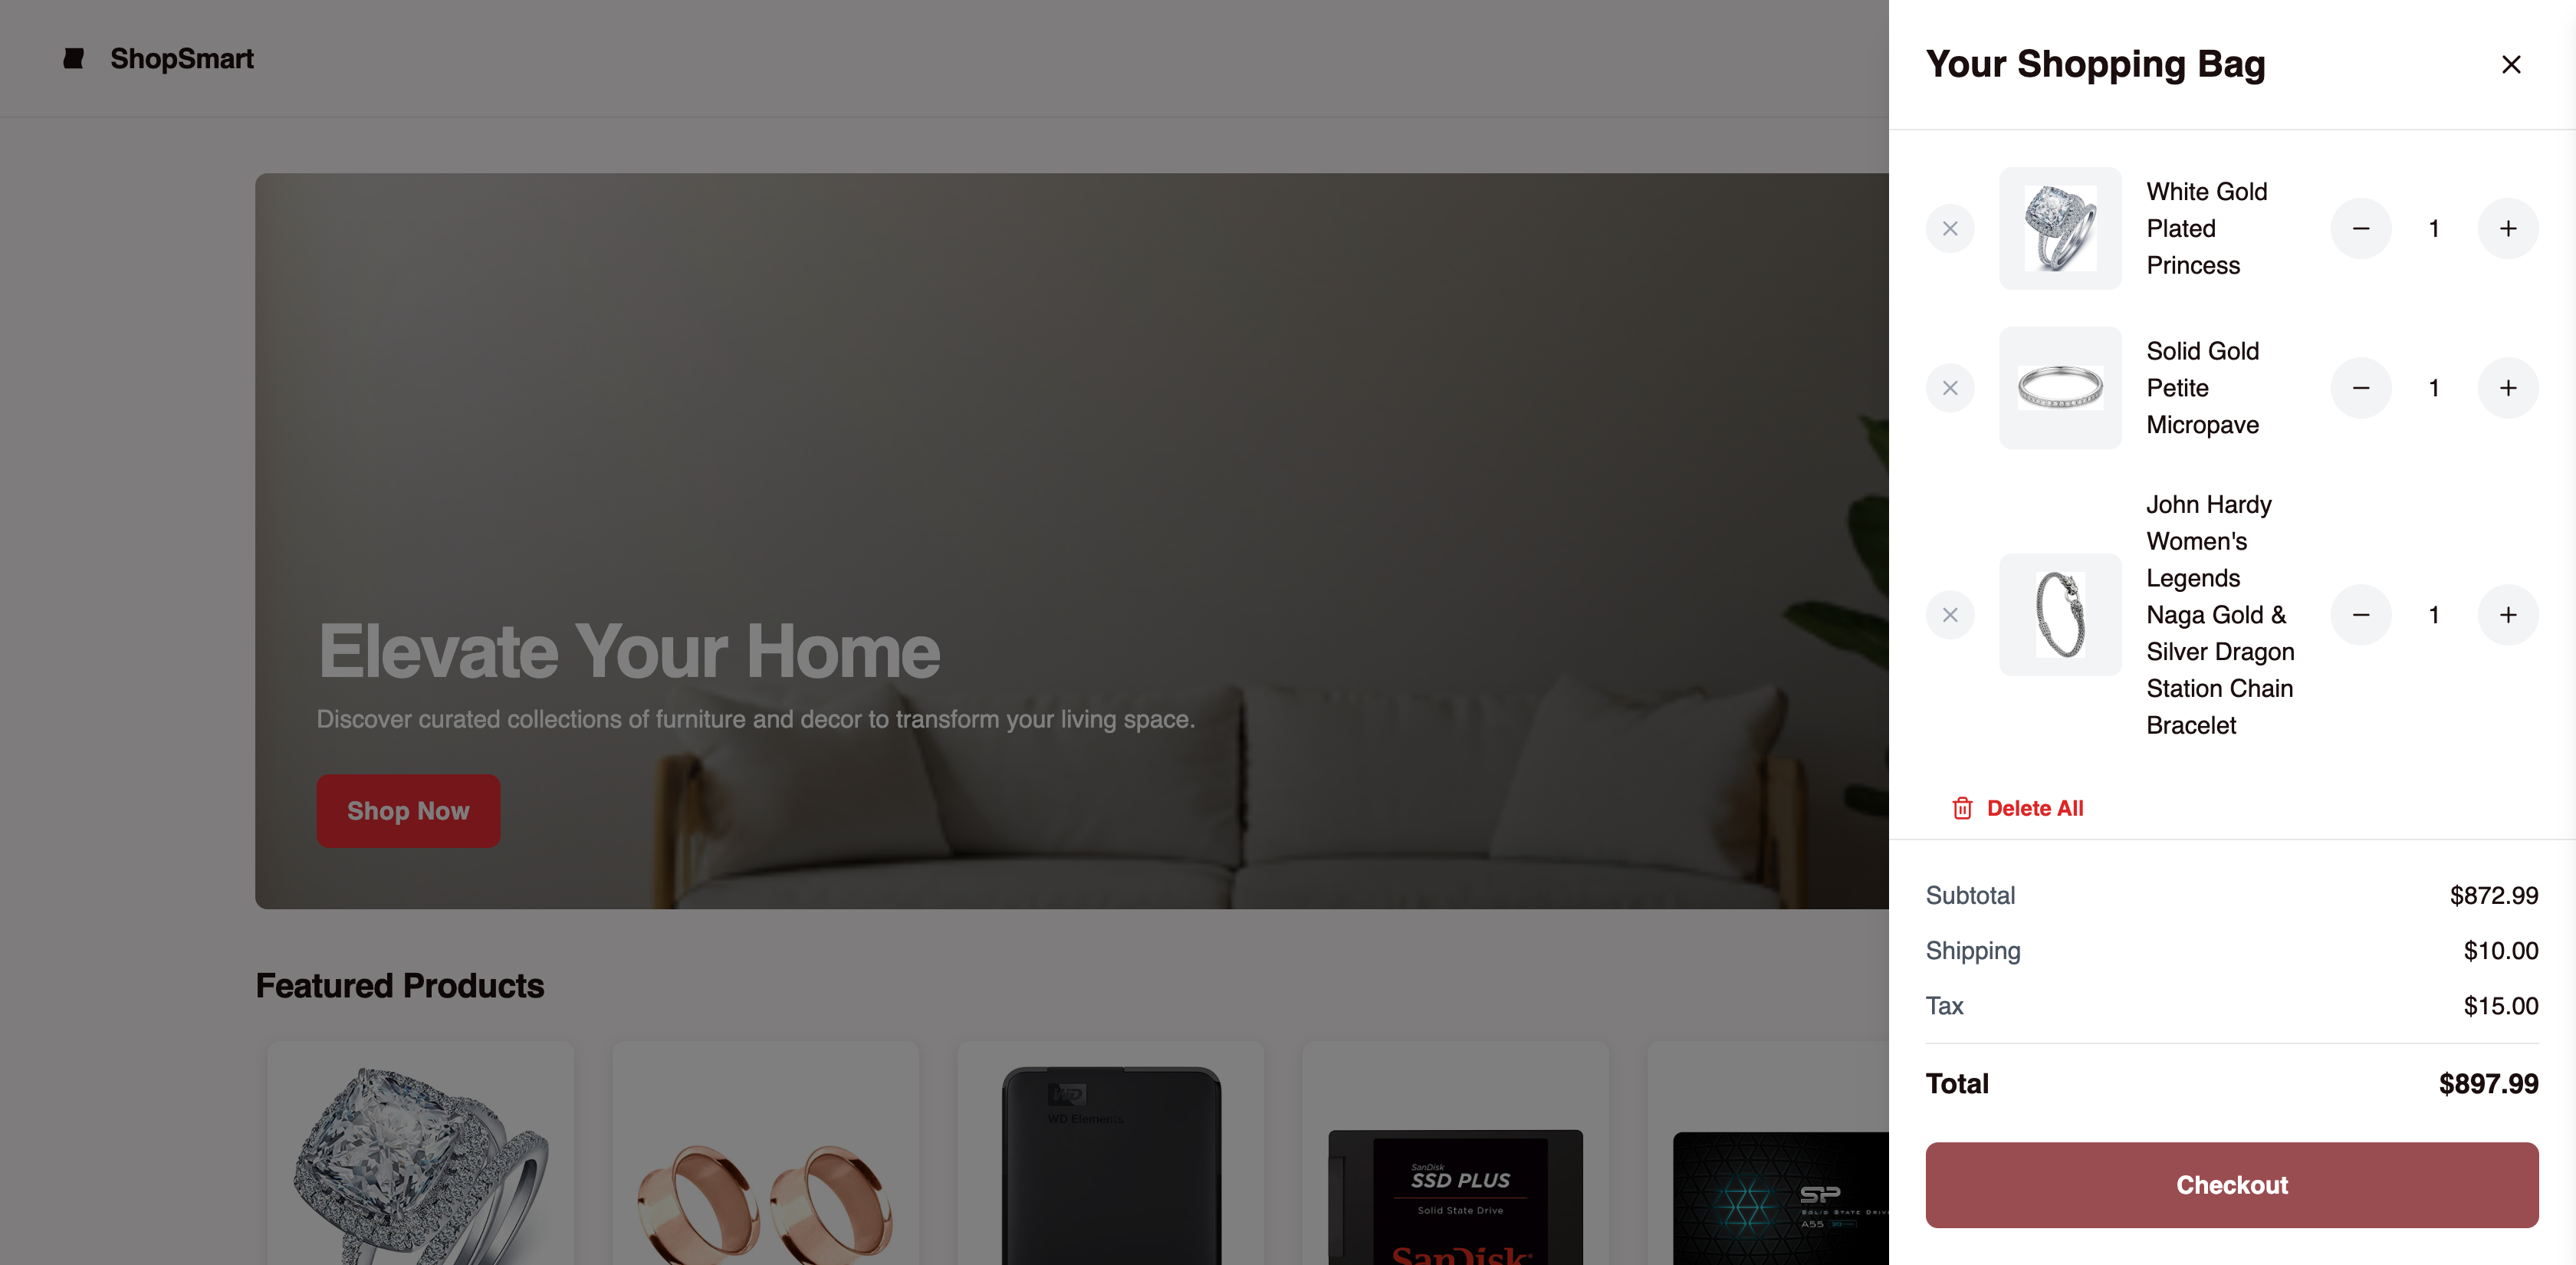 ShopSmart
Elevate Your Home
Discover curated collections of furniture and decor to transform your living space.
Shop Now
Featured Products
WD
WD Elements
SanDisk
SSD PLUS
Solid State Drive
SanDisk
SP
SOLID STATE DRIV
A55
Your Shopping Bag
White Gold
Plated
Princess
1
Solid Gold
Petite
Micropave
1
John Hardy
Women's
Legends
Naga Gold &
Silver Dragon
Station Chain
Bracelet
1
Delete All
Subtotal $872.99
Shipping $10.00
Tax $15.00
Total $897.99
Checkout